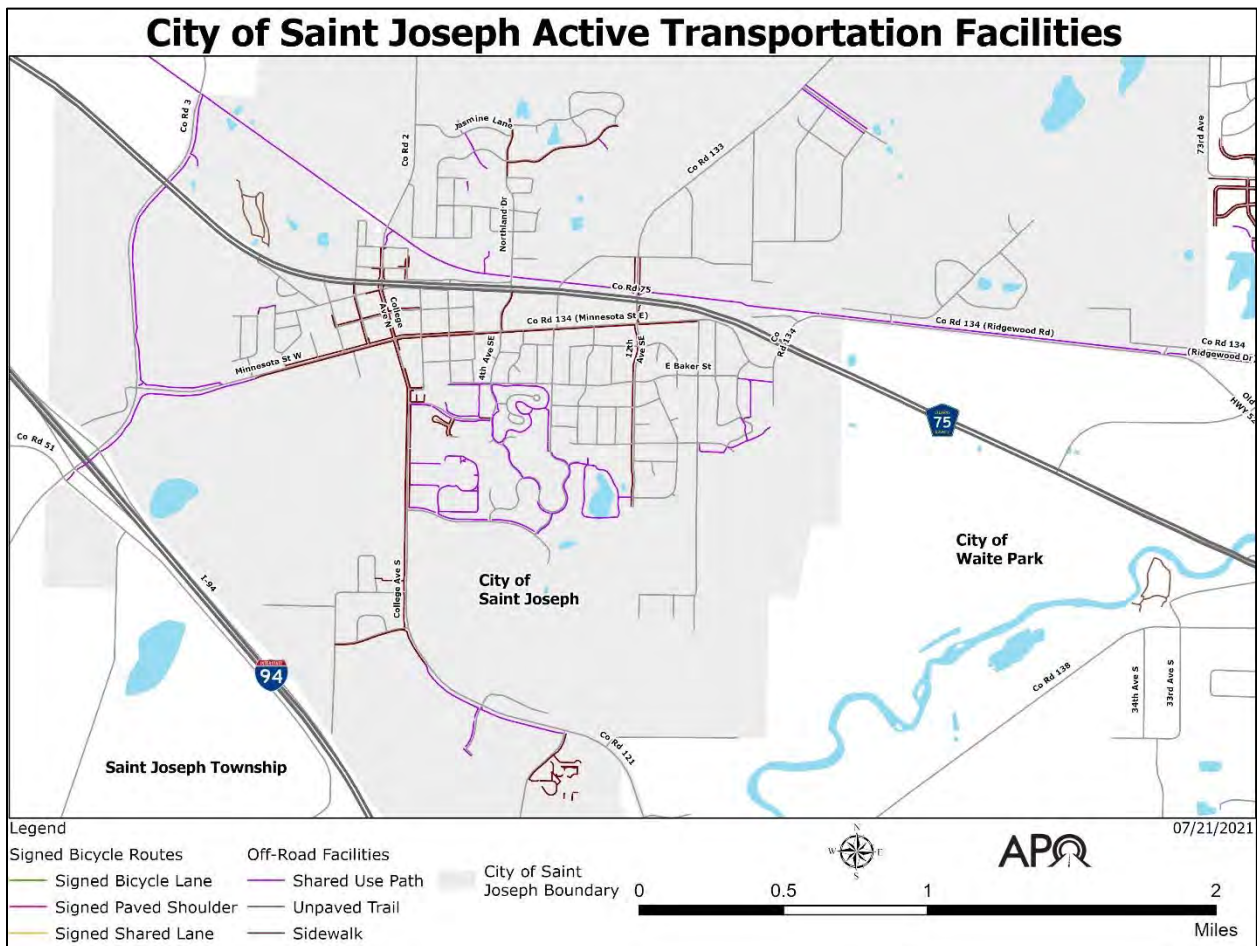 City of Saint Joseph Active Transportation Facilities
Co Rd 3
Co Rd 2
Jasmine Lane
Northland Dr
Co Rd 133
73rd Ave
Co Rd 75
College
Ave N
Co Rd 134 (Minnesota St E)
Co
Rd 134
Co Rd 134 (Ridgewood Rd)
Co Rd 134
(Ridgewood Dr
Minnesota St W
4th Ave SE
12th
Ave SE
E Baker St
Old
HWY 52
75
Co Rd 51
I-94
94
College Ave S
City of
Saint Joseph
City of
Waite Park
Co Rd 138
34th Ave S
33rd Ave S
Co Rd 121
Saint Joseph Township
Legend
07/21/2021
Signed Bicycle Routes
Signed Bicycle Lane
Signed Paved Shoulder
Signed Shared Lane
Off-Road Facilities
Shared Use Path
Unpaved Trail
Sidewalk
City of Saint
Joseph Boundary
N
W E
S
APO
0 0.5 1 2
Miles